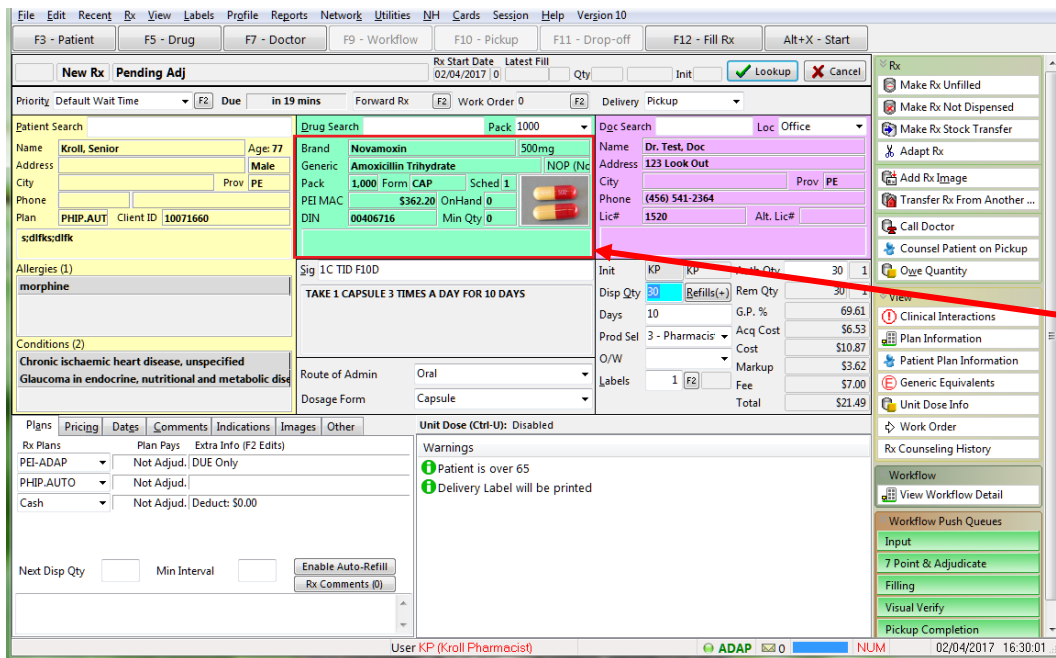 File Edit Recent Rx View Labels Profile Reports Network Utilities NH Cards Session Help Version 10
F3 - Patient F5 - Drug F7 - Doctor F9 - Workflow F10 - Pickup F11 - Drop-off F12 - Fill Rx Alt+X - Start
New Rx Pending Adj
Rx Start Date Latest Fill
02/04/2017 0 Qty Init Lookup Cancel
Priority Default Wait Time F2 Due in 19 mins Forward Rx F2 Work Order 0 F2 Delivery Pickup
Patient Search
Name Kroll, Senior Age: 77
Address Male
City Prov PE
Phone
Plan PHIP.AUT Client ID 10071660
s;dlfks;dlfk
Drug Search Pack 1000
Brand Novamoxin 500mg
Generic Amoxicillin Trihydrate NOP (Nc
Pack 1,000 Form CAP Sched 1
PEI MAC $362.20 OnHand 0
DIN 00406716 Min Qty 0
Doc Search Loc Office
Name Dr. Test, Doc
Address 123 Look Out
City Prov PE
Phone (456) 541-2364
Lic# 1520 Alt. Lic#
Allergies (1)
morphine
Conditions (2)
Chronic ischaemic heart disease, unspecified
Glaucoma in endocrine, nutritional and metabolic dise
Sig 1C TID F10D
TAKE 1 CAPSULE 3 TIMES A DAY FOR 10 DAYS
Route of Admin Oral
Dosage Form Capsule
Init KP KP Auth Qty 30 1
Disp Qty 30 Refills(+) Rem Qty 30 1
Days 10 G.P. % 69.61
Prod Sel 3 - Pharmacis Acq Cost $6.53
Cost $10.87
O/W Markup $3.62
Labels 1 F2 Fee $7.00
Total $21.49
Plans Pricing Dates Comments Indications Images Other
Rx Plans Plan Pays Extra Info (F2 Edits)
PEI-ADAP Not Adjud. DUE Only
PHIP.AUTO Not Adjud.
Cash Not Adjud. Deduct: $0.00
Next Disp Qty Min Interval Enable Auto-Refill
Rx Comments (0)
Unit Dose (Ctrl-U): Disabled
Warnings
Patient is over 65
Delivery Label will be printed
Rx
Make Rx Unfilled
Make Rx Not Dispensed
Make Rx Stock Transfer
Adapt Rx
Add Rx Image
Transfer Rx From Another ...
Call Doctor
Counsel Patient on Pickup
Owe Quantity
View
Clinical Interactions
Plan Information
Patient Plan Information
Generic Equivalents
Unit Dose Info
Work Order
Rx Counseling History
Workflow
View Workflow Detail
Workflow Push Queues
Input
7 Point & Adjudicate
Filling
Visual Verify
Pickup Completion
User KP (Kroll Pharmacist) ADAP 0 NUM 02/04/2017 16:30:01